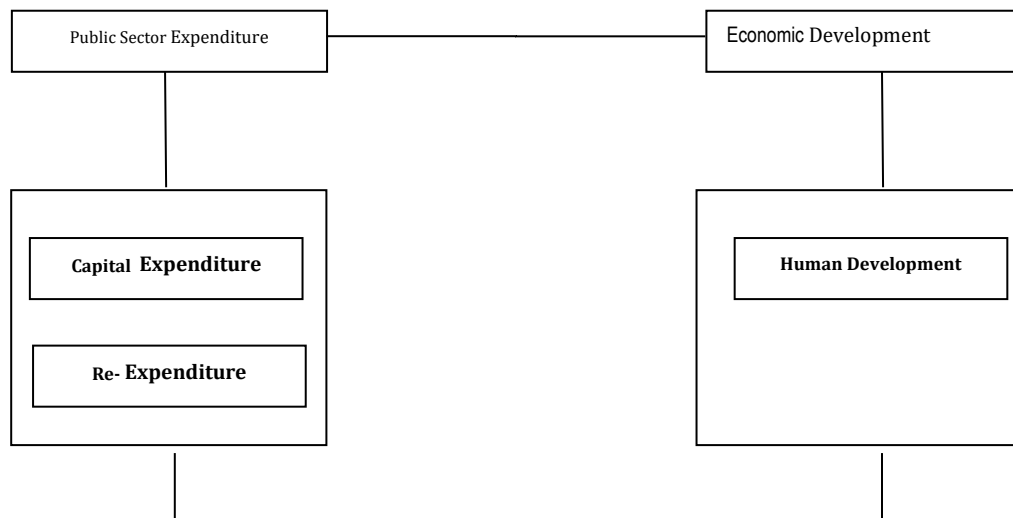 Public Sector Expenditure
Economic Development
Capital Expenditure
Human Development
Re- Expenditure